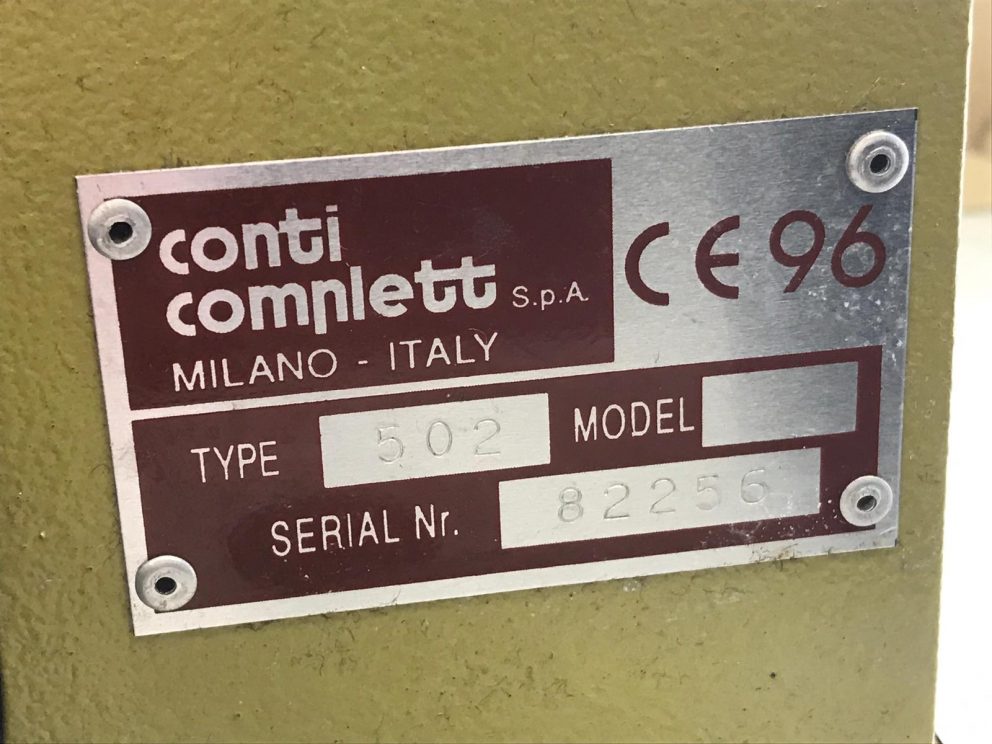 conti
complett S.p.A.
MILANO - ITALY
CE 96
TYPE 502 MODEL
SERIAL Nr. 82256